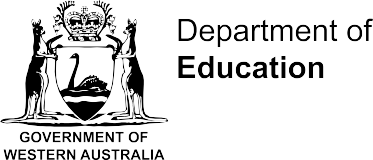 Department of
Education
GOVERNMENT OF
WESTERN AUSTRALIA